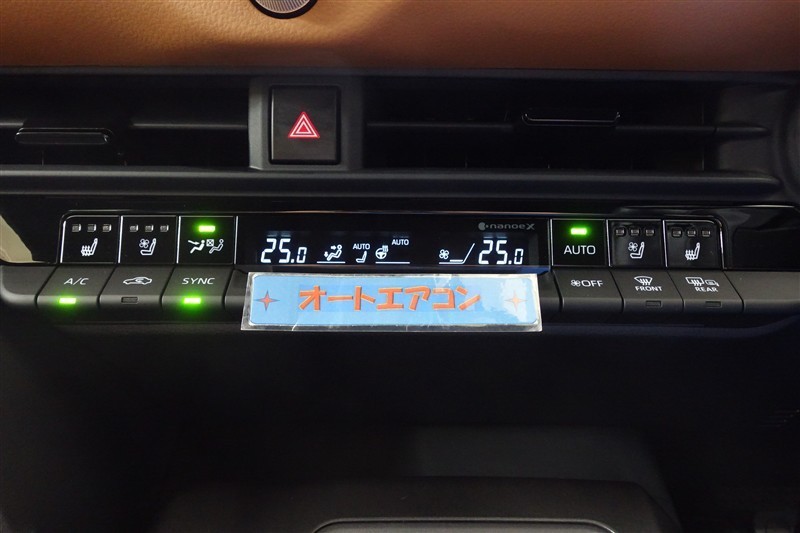 nanoeX
25.0
AUTO
AUTO
25.0
AUTO
A/C
SYNC
OFF
FRONT
REAR
オートエアコン